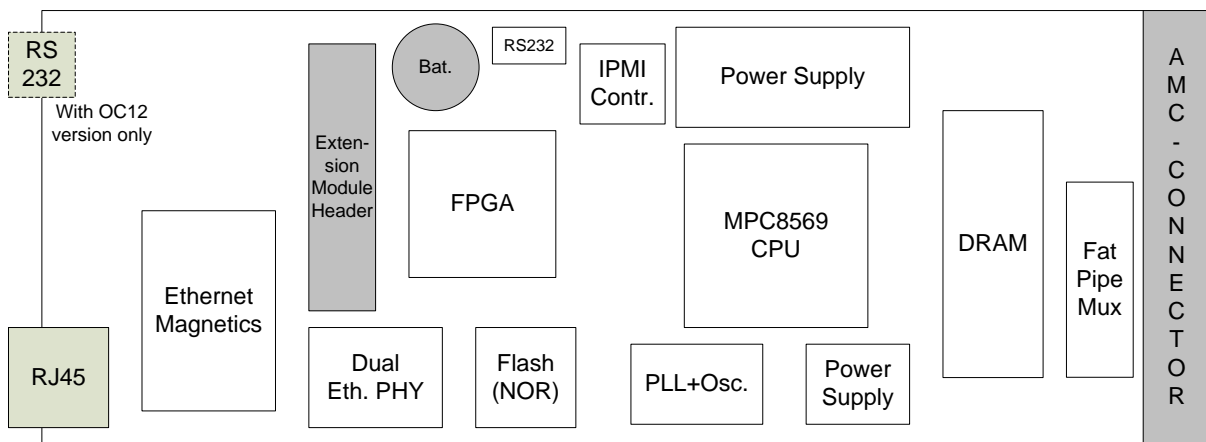 RS
232
With OC12
version only
RJ45
Ethernet
Magnetics
Exten-
sion
Module
Header
Dual
Eth. PHY
Bat.
RS232
FPGA
Flash
(NOR)
IPMI
Contr.
Power Supply
MPC8569
CPU
PLL+Osc.
Power
Supply
DRAM
Fat
Pipe
Mux
A
M
C
-
C
O
N
N
E
C
T
O
R